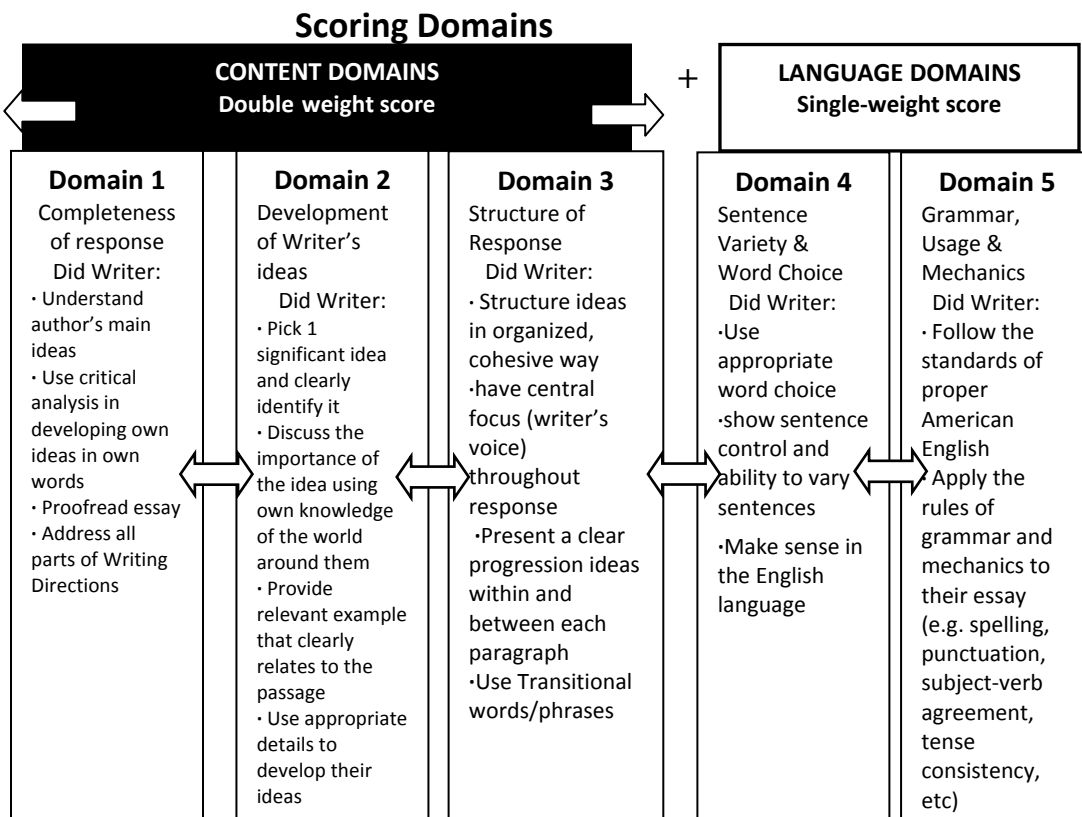 Scoring Domains
CONTENT DOMAINS
Double weight score
+
LANGUAGE DOMAINS
Single-weight score
Domain 1
Completeness
of response
Did Writer:
· Understand
author's main
ideas
· Use critical
analysis in
developing own
ideas in own
words
· Proofread essay
· Address all
parts of Writing
Directions
Domain 2
Development
of Writer's
ideas
Did Writer:
· Pick 1
significant idea
and clearly
identify it
· Discuss the
importance of
the idea using
own knowledge
of the world
around them
· Provide
relevant example
that clearly
relates to the
passage
· Use appropriate
details to
develop their
ideas
Domain 3
Structure of
Response
Did Writer:
· Structure ideas
in organized,
cohesive way
·have central
focus (writer's
voice)
throughout
response
·Present a clear
progression ideas
within and
between each
paragraph
·Use Transitional
words/phrases
Domain 4
Sentence
Variety &
Word Choice
Did Writer:
·Use
appropriate
word choice
·show sentence
control and
ability to vary
sentences
·Make sense in
the English
language
Domain 5
Grammar,
Usage &
Mechanics
Did Writer:
· Follow the
standards of
proper
American
English
· Apply the
rules of
grammar and
mechanics to
their essay
(e.g. spelling,
punctuation,
subject-verb
agreement,
tense
consistency,
etc)